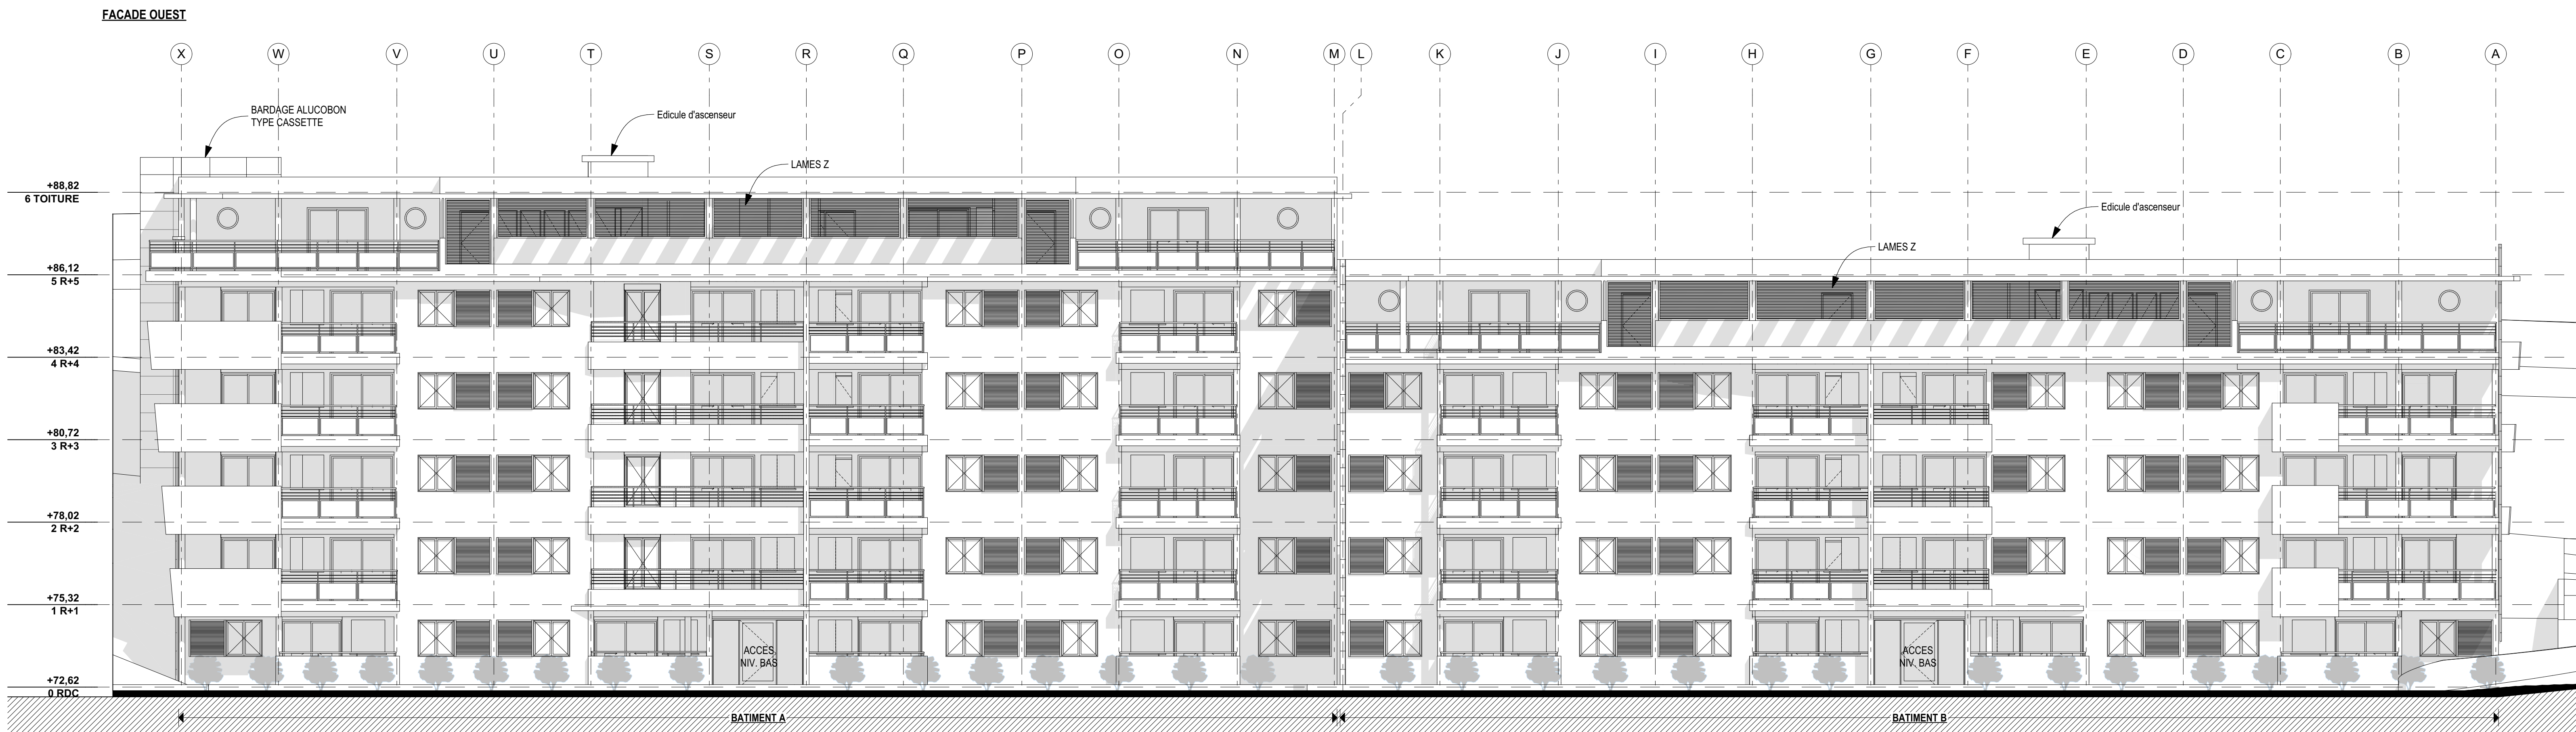 FACADE OUEST
X W V U T S R Q P O N M L K J I H G F E D C B A
BARDAGE ALUCOBON
TYPE CASSETTE
Edicule d'ascenseur
LAMES Z
+88,82
6 TOITURE
Edicule d'ascenseur
LAMES Z
+86,12
5 R+5
+83,42
4 R+4
+80,72
3 R+3
+78,02
2 R+2
+75,32
1 R+1
ACCES
NIV. BAS
ACCES
NIV. BAS
+72,62
0 RDC
BATIMENT A
BATIMENT B